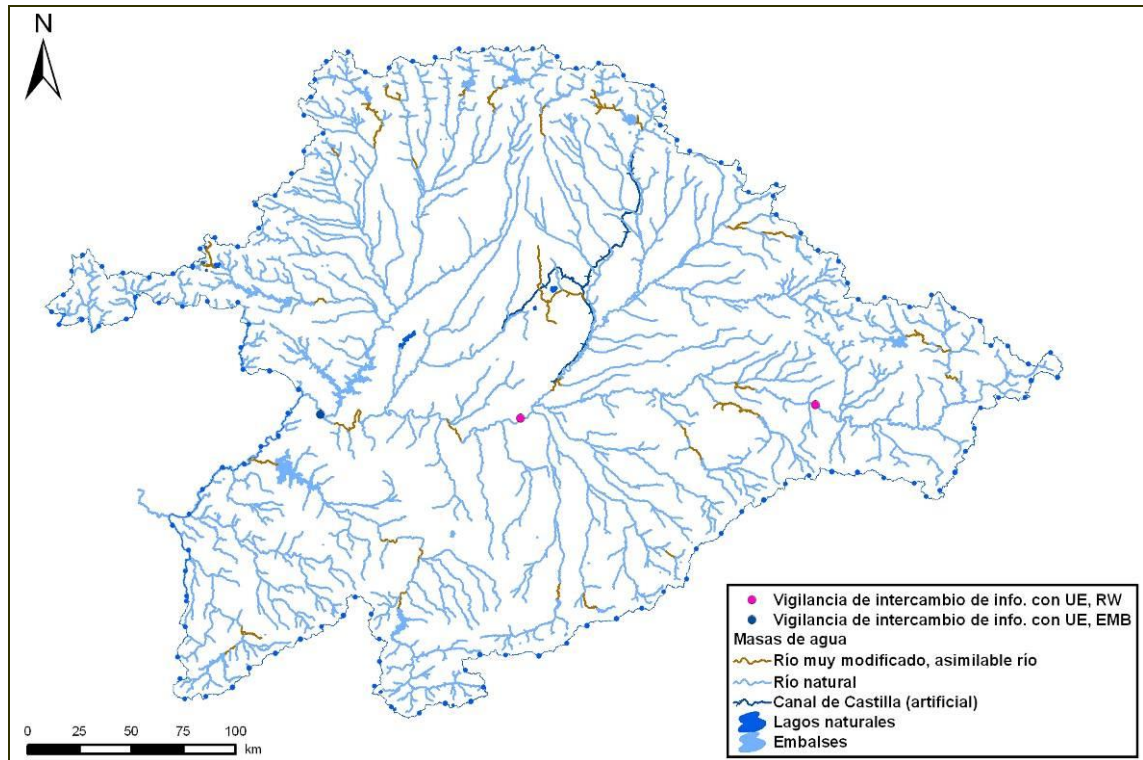 N
Vigilancia de intercambio de info. con UE, RW
Vigilancia de intercambio de info. con UE, EMB
Masas de agua
Río muy modificado, asimilable río
Río natural
Canal de Castilla (artificial)
Lagos naturales
Embalses
0 25 50 75 100
km